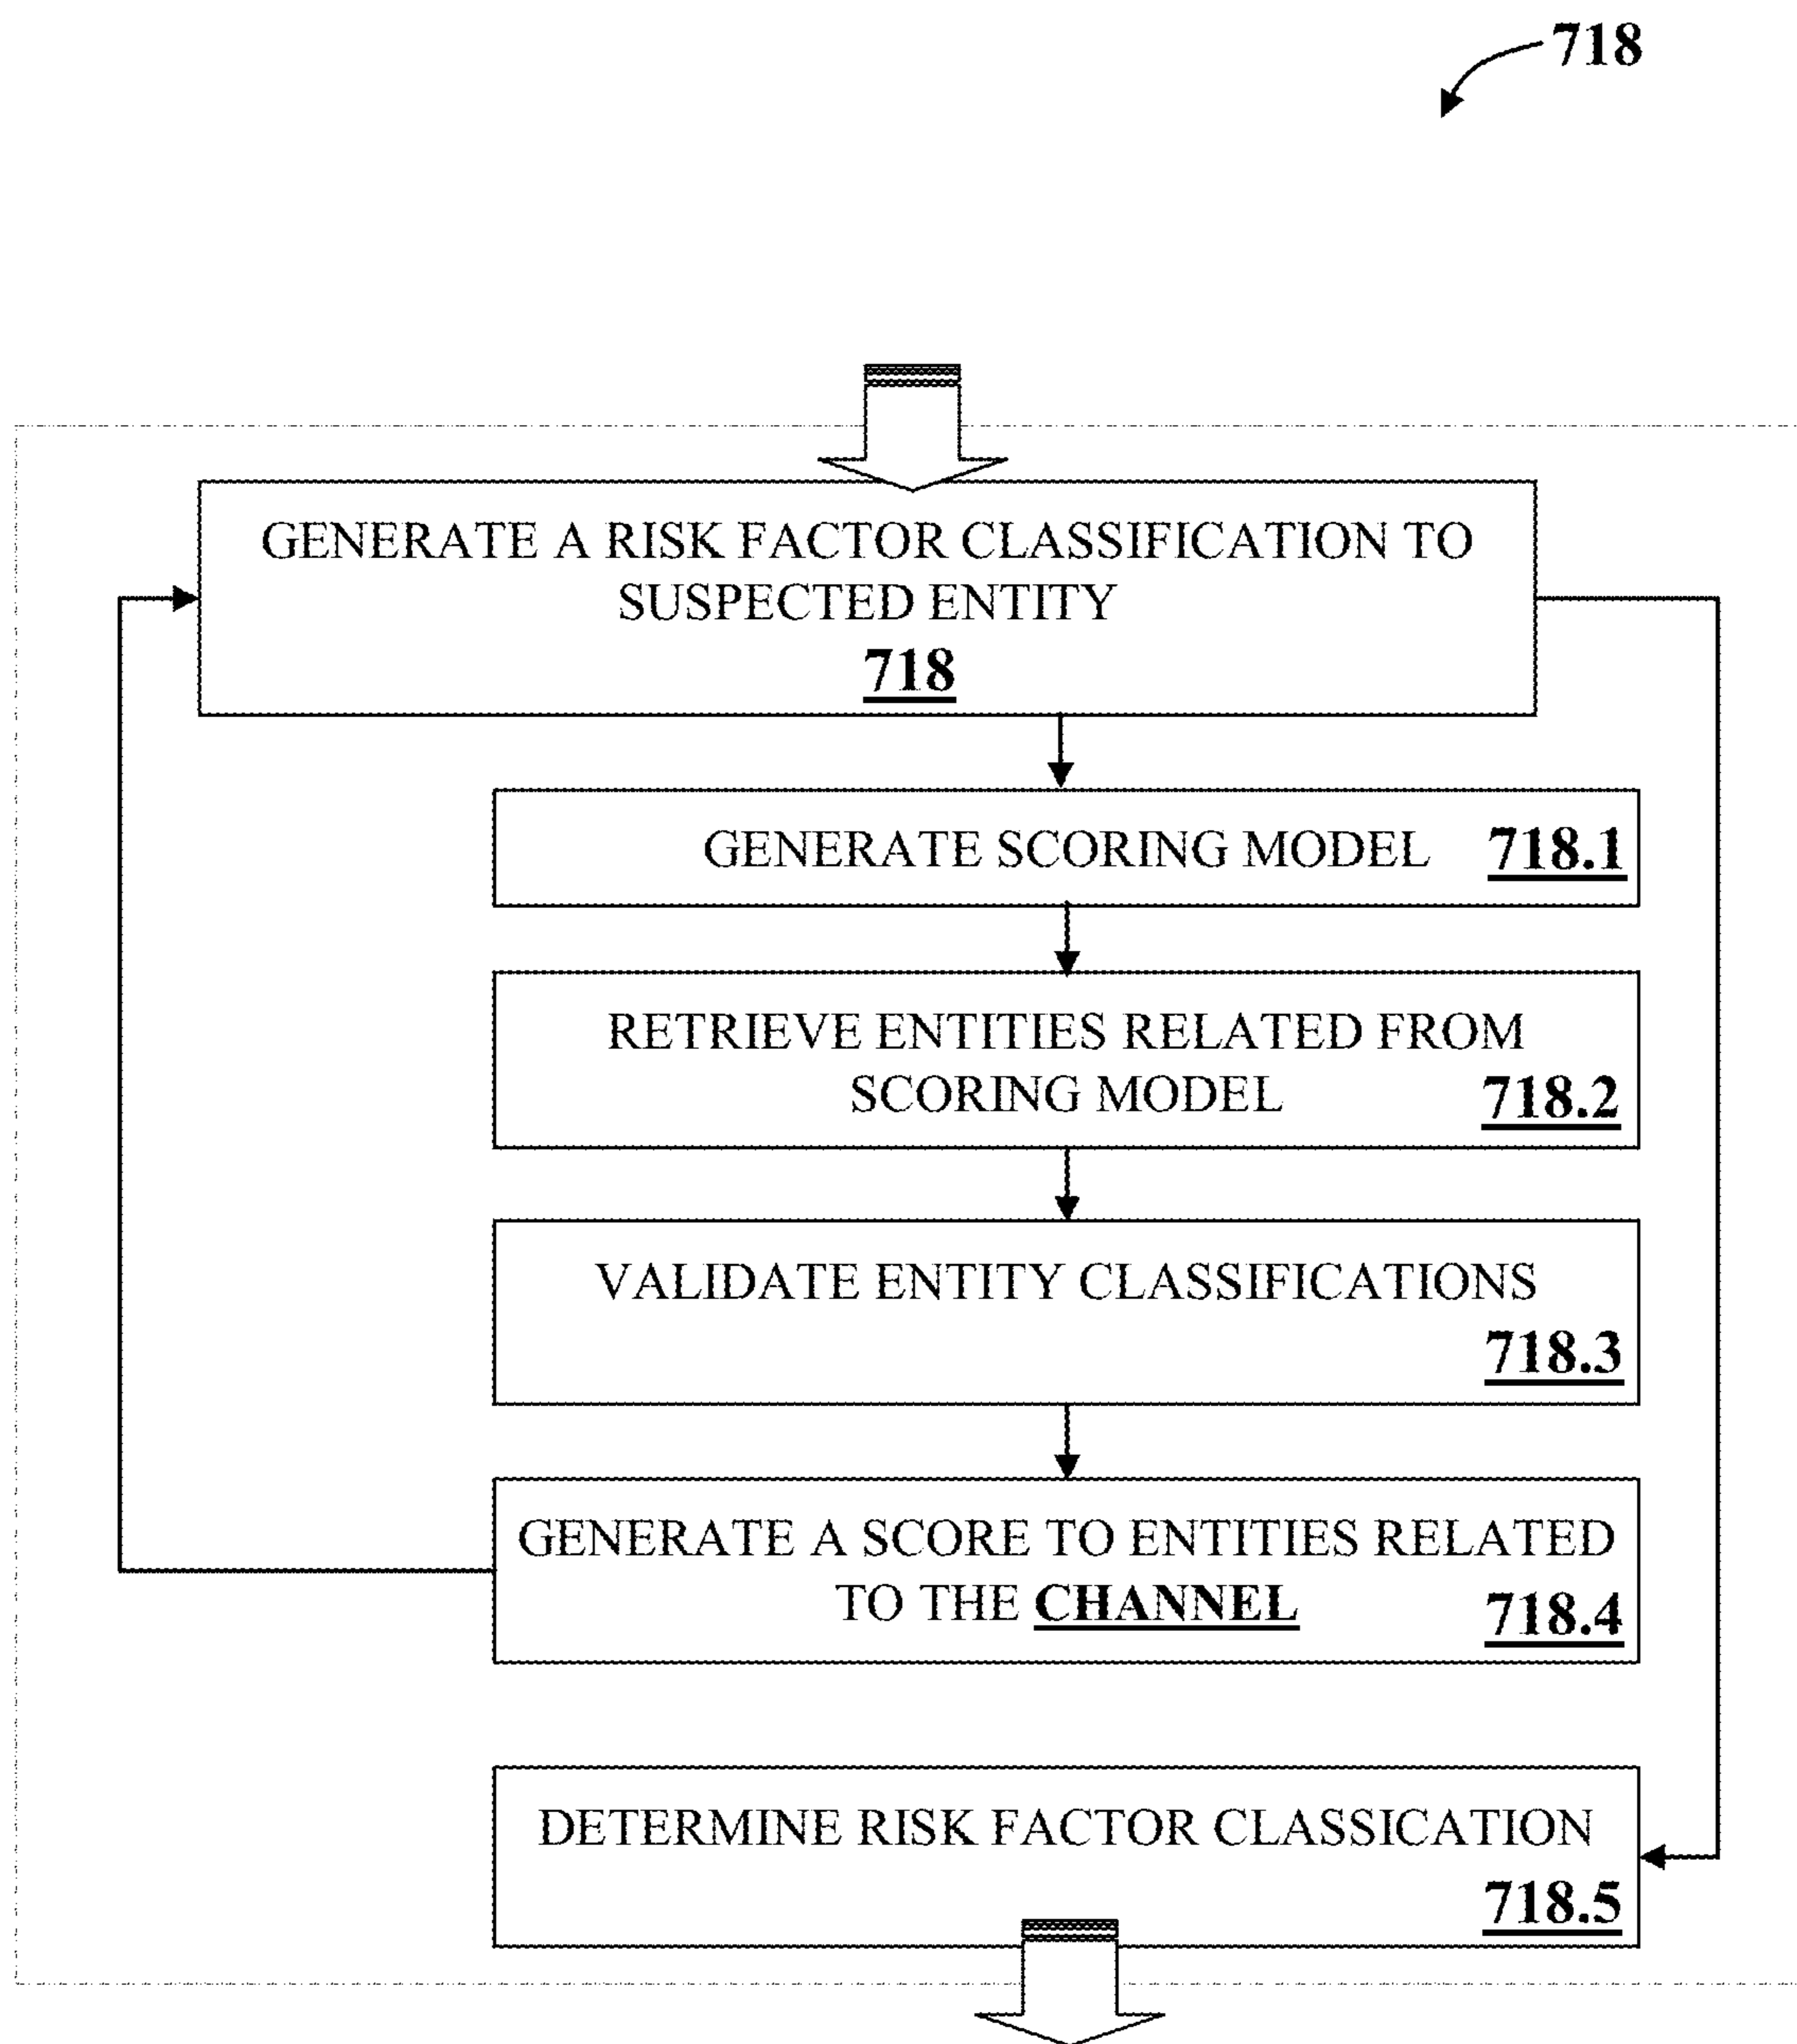 718
GENERATE A RISK FACTOR CLASSIFICATION TO
SUSPECTED ENTITY
718
GENERATE SCORING MODEL 718.1
RETRIEVE ENTITIES RELATED FROM
SCORING MODEL 718.2
VALIDATE ENTITY CLASSIFICATIONS
718.3
GENERATE A SCORE TO ENTITIES RELATED
TO THE CHANNEL 718.4
DETERMINE RISK FACTOR CLASSICATION
718.5